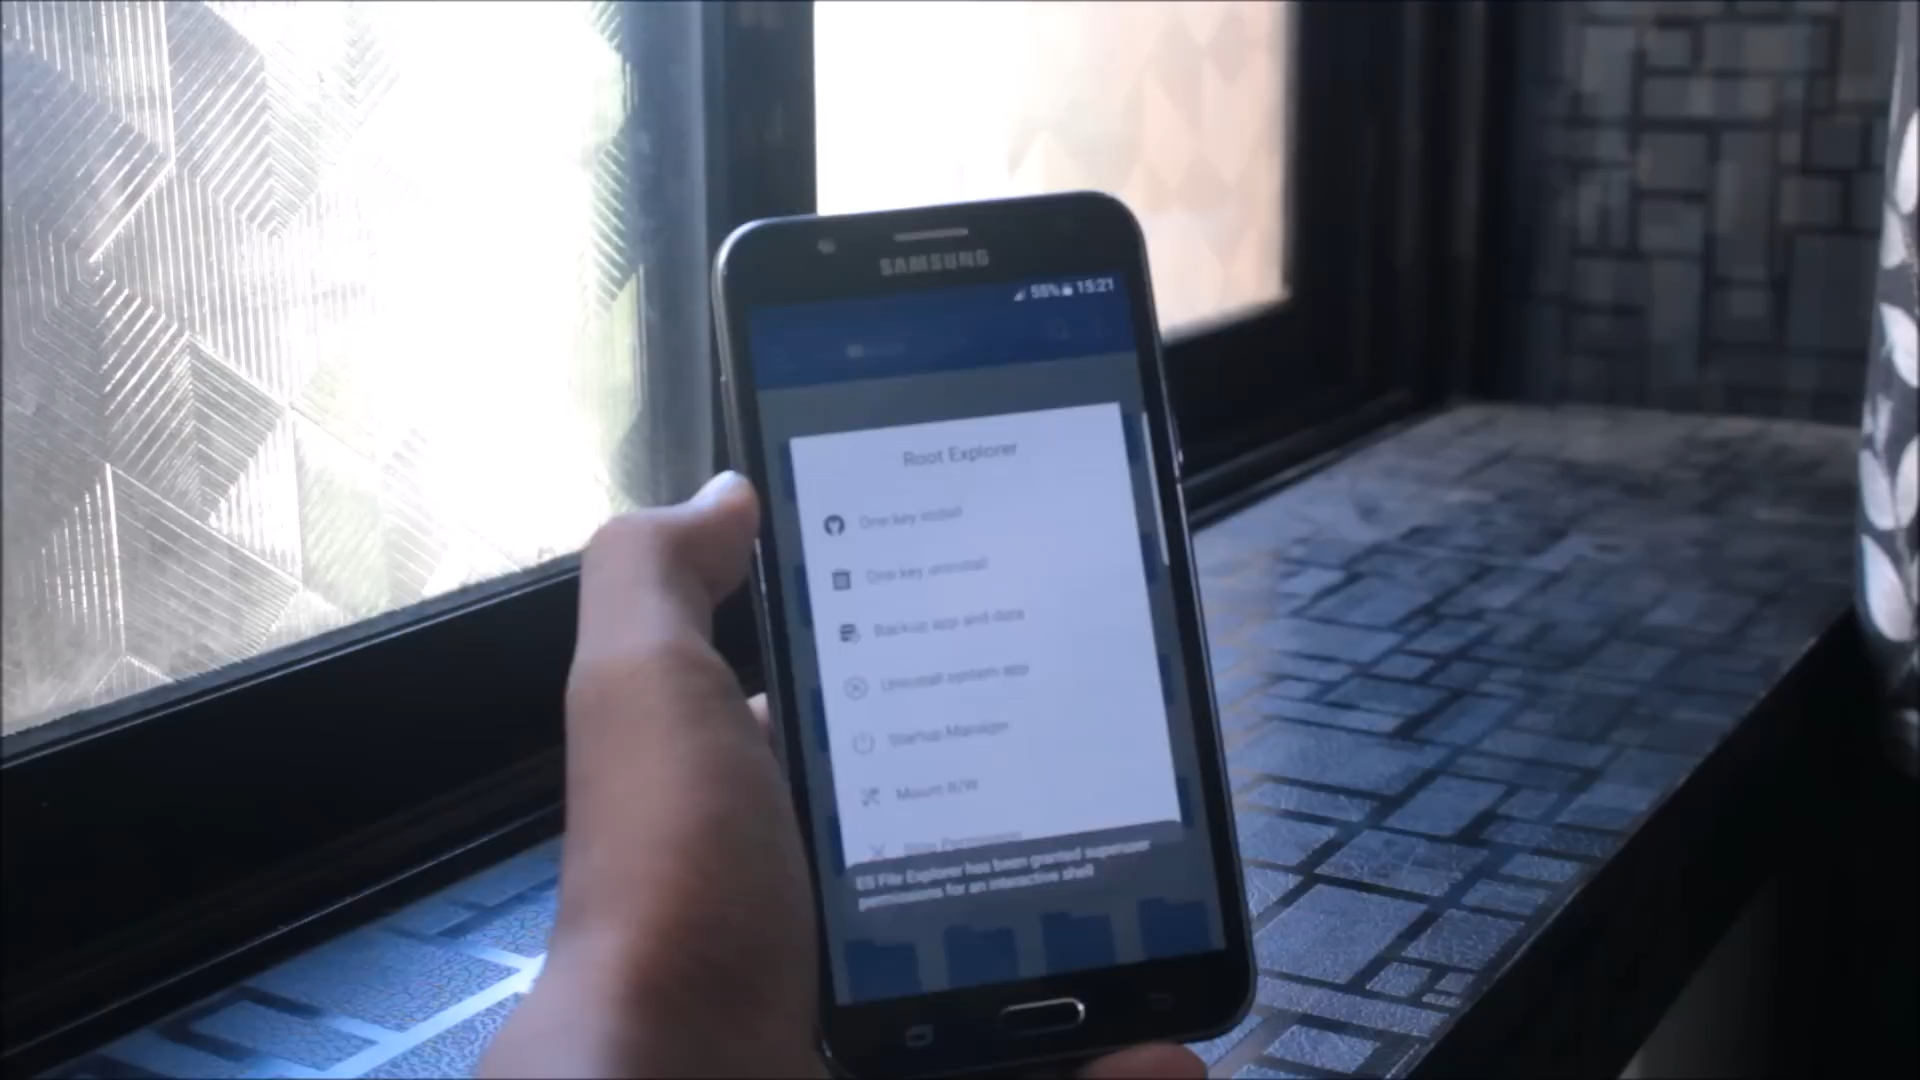 SAMSUNG
55% 15:21
Root Explorer
One key install
One key uninstall
Backup app and data
Uninstall system app
Startup Manager
Mount R/W
ES File Explorer has been granted superuser
permissions for an interactive shell